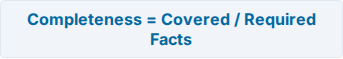 Completeness = Covered / Required
Facts